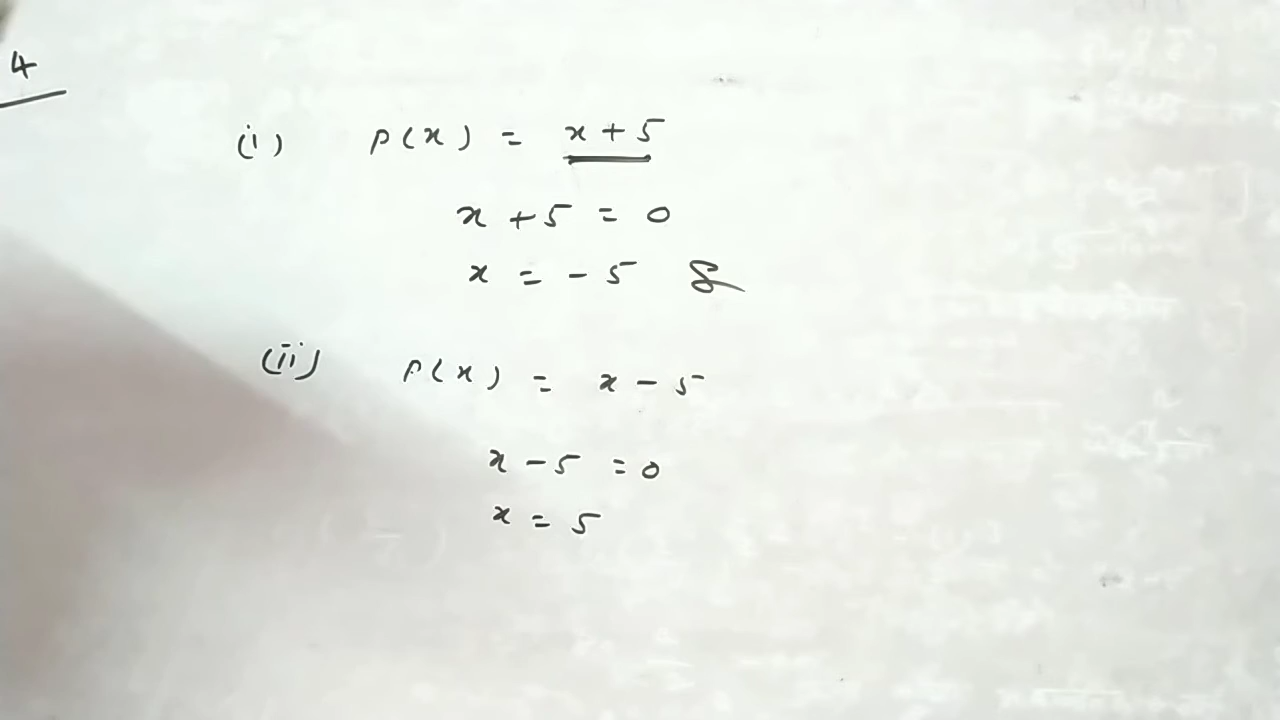 4
(i) p(x) = x + 5
x + 5 = 0
x = - 5
(ii) p(x) = x - 5
x - 5 = 0
x = 5